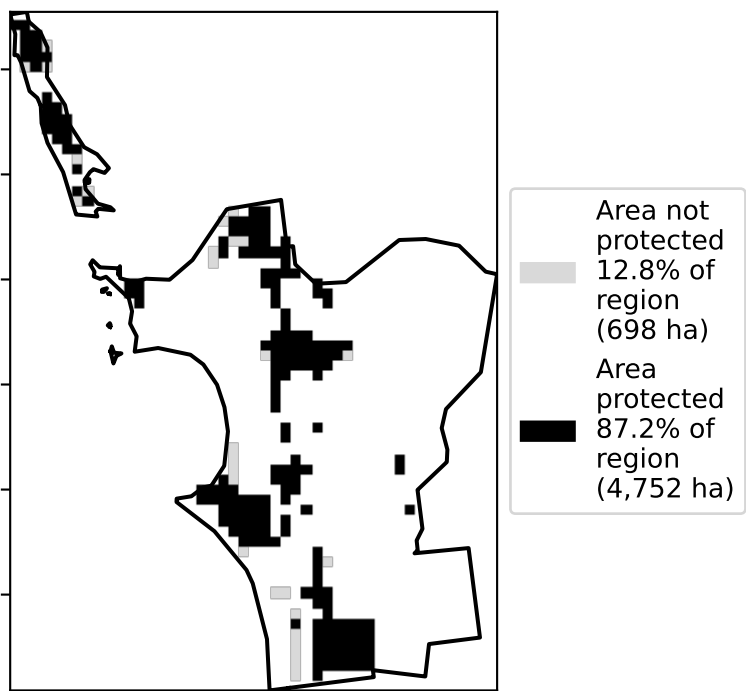 Area not
protected
12.8% of
region
(698 ha)
Area
protected
87.2% of
region
(4,752 ha)